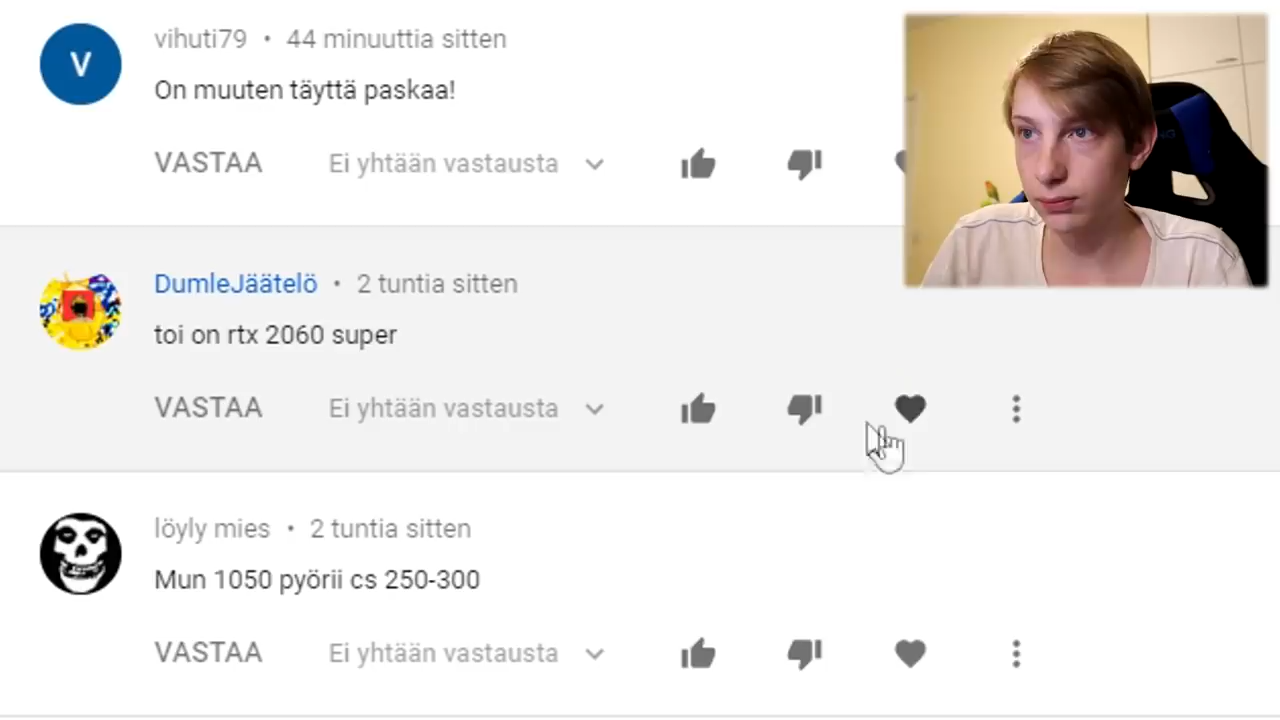 V
vihuti79 • 44 minuuttia sitten
On muuten täyttä paskaa!
VASTAA Ei yhtään vastausta
DumleJäätelö • 2 tuntia sitten
toi on rtx 2060 super
VASTAA Ei yhtään vastausta
löyly mies • 2 tuntia sitten
Mun 1050 pyörii cs 250-300
VASTAA Ei yhtään vastausta